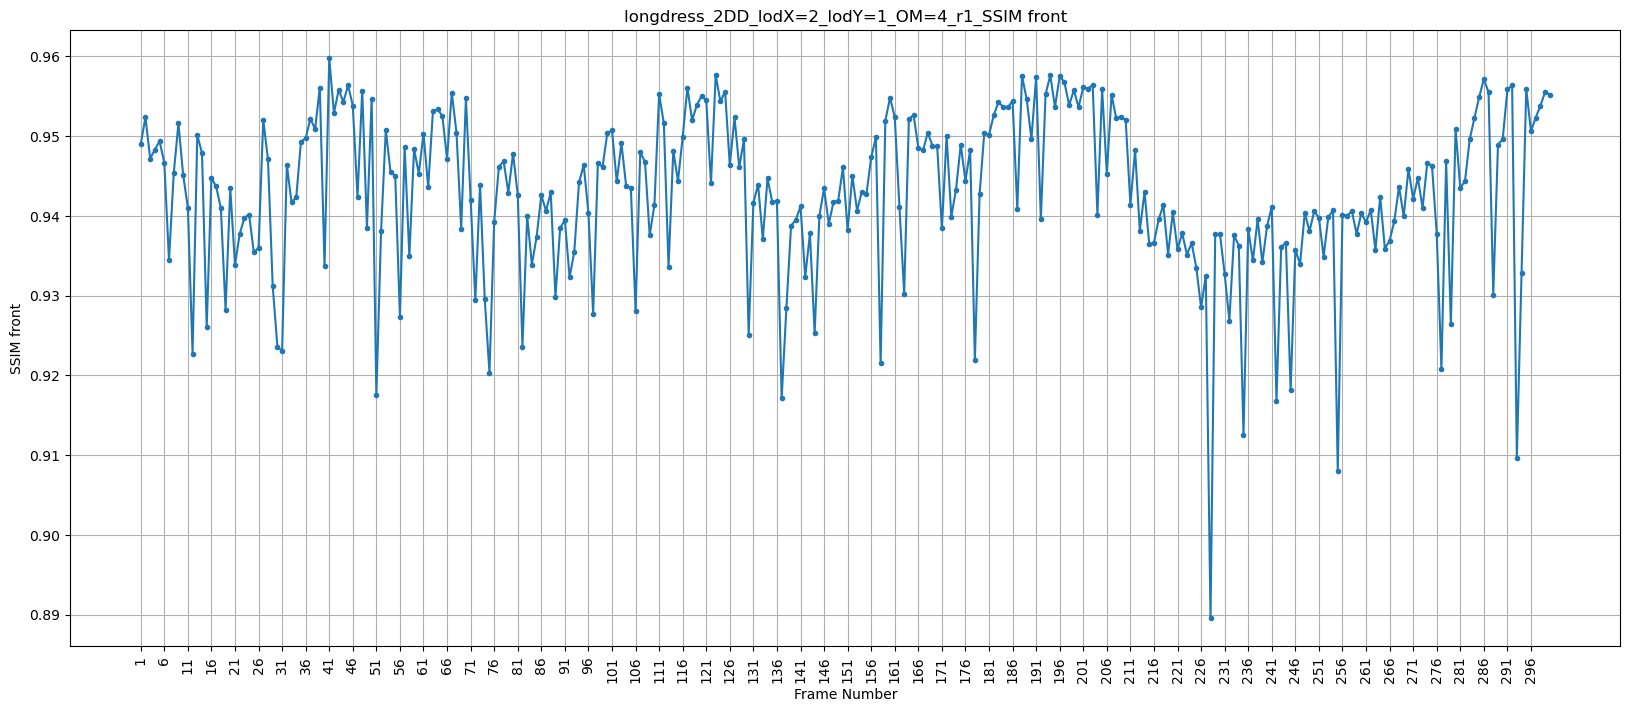 longdress_2DD_lodX=2_lodY=1_OM=4_r1_SSIM front
0.96
0.95
0.94
0.93
0.92
0.91
0.90
0.89
SSIM front
1 6 11 16 21 26 31 36 41 46 51 56 61 66 71 76 81 86 91 96 101 106 111 116 121 126 131 136 141 146 151 156 161 166 171 176 181 186 191 196 201 206 211 216 221 226 231 236 241 246 251 256 261 266 271 276 281 286 291 296
Frame Number